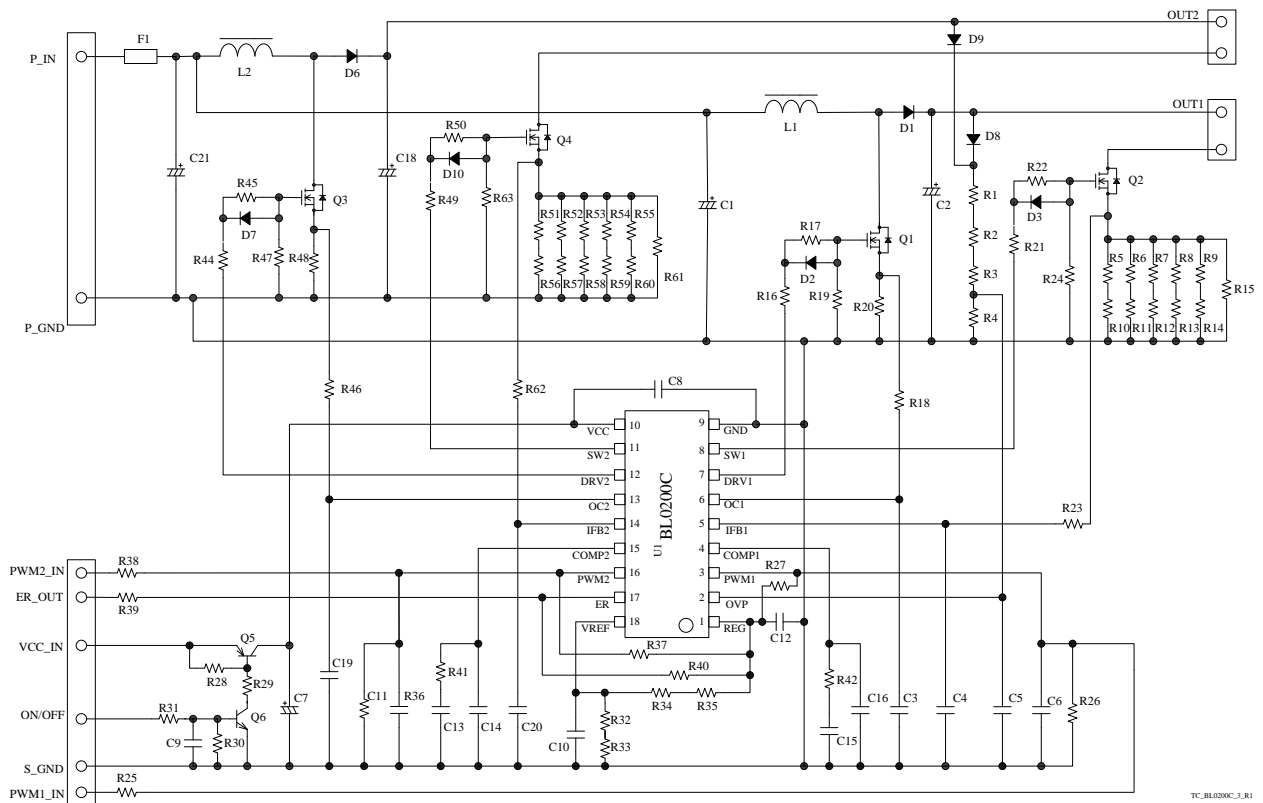 OUT2
F1
P_IN
L2
D6
D9
OUT1
L1
D1
D8
R50
Q4
C21
D10
C18
R22
Q2
R45
Q3
R49
R63
D3
D7
R51
R52
R53
R54
R55
C1
C2
R1
R17
Q1
R2
R21
R44
R47
R48
R61
D2
R24
R5
R6
R7
R8
R9
R56
R57
R58
R59
R60
R16
R19
R20
R3
R15
R4
R10
R11
R12
R13
R14
P_GND
R46
R62
C8
R18
10
9
VCC
GND
11
8
SW2
SW1
12
7
DRV2
DRV1
13
6
OC2
OC1
14
5
IFB2
IFB1
R23
15
4
COMP2
COMP1
U1
BL0200C
R38
R27
PWM2_IN
16
3
PWM2
PWM1
ER_OUT
17
2
R39
ER
OVP
18
1
VREF
REG
C12
Q5
R37
VCC_IN
C19
R40
R28
R29
R41
R42
C7
C11
R36
R34
R35
C16
C3
C4
C5
C6
R26
R31
ON/OFF
Q6
C13
C14
C20
R32
C9
R30
C10
R33
C15
S_GND
R25
PWM1_IN
TC_BL0200C_3_R1